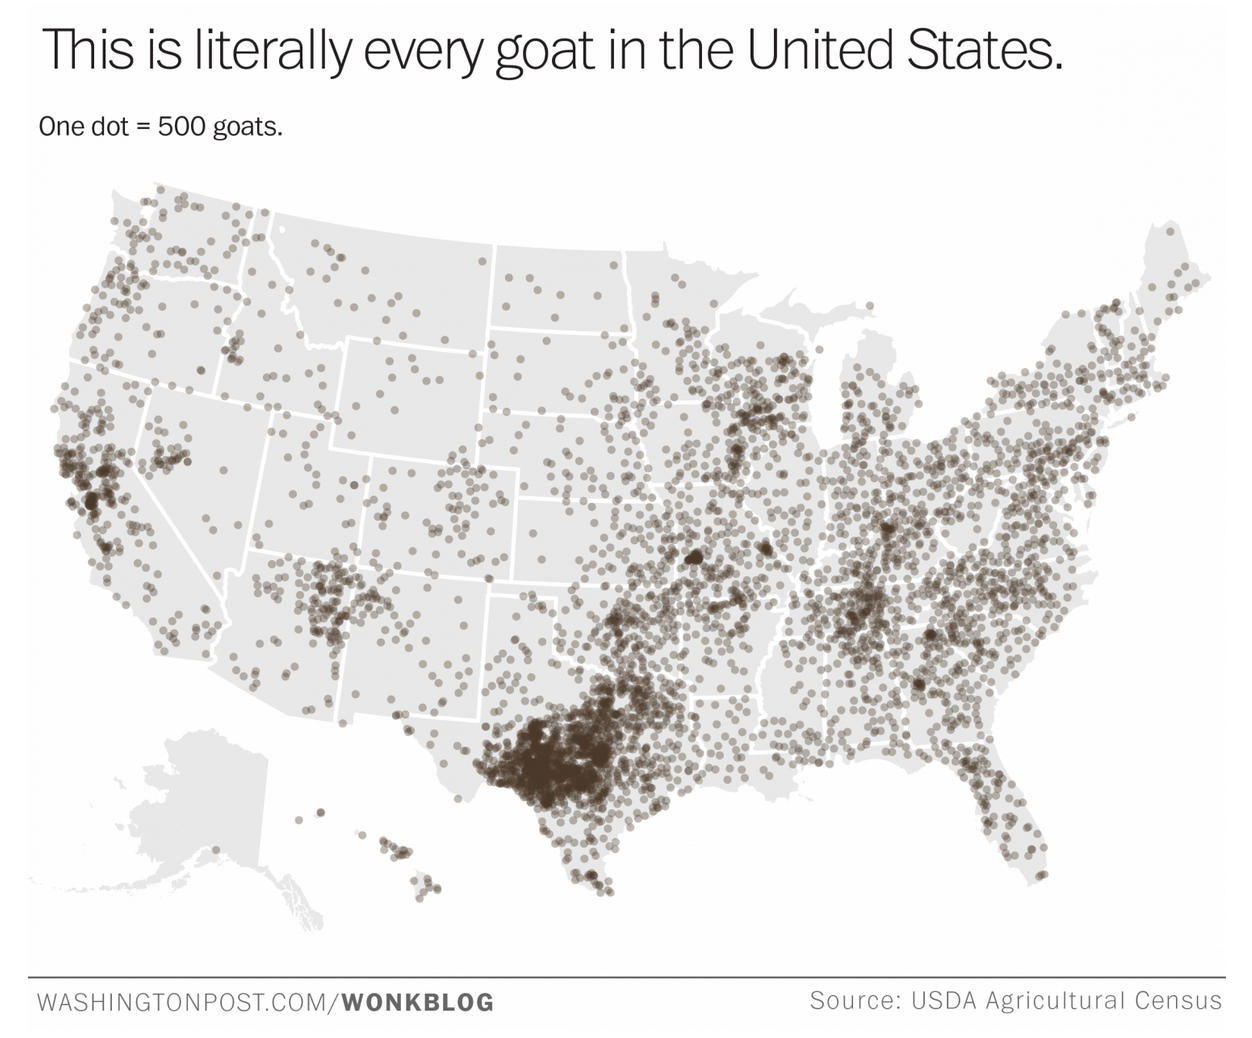 This is literally every goat in the United States.
One dot = 500 goats.
WASHINGTONPOST.COM/WONKBLOG
Source: USDA Agricultural Census